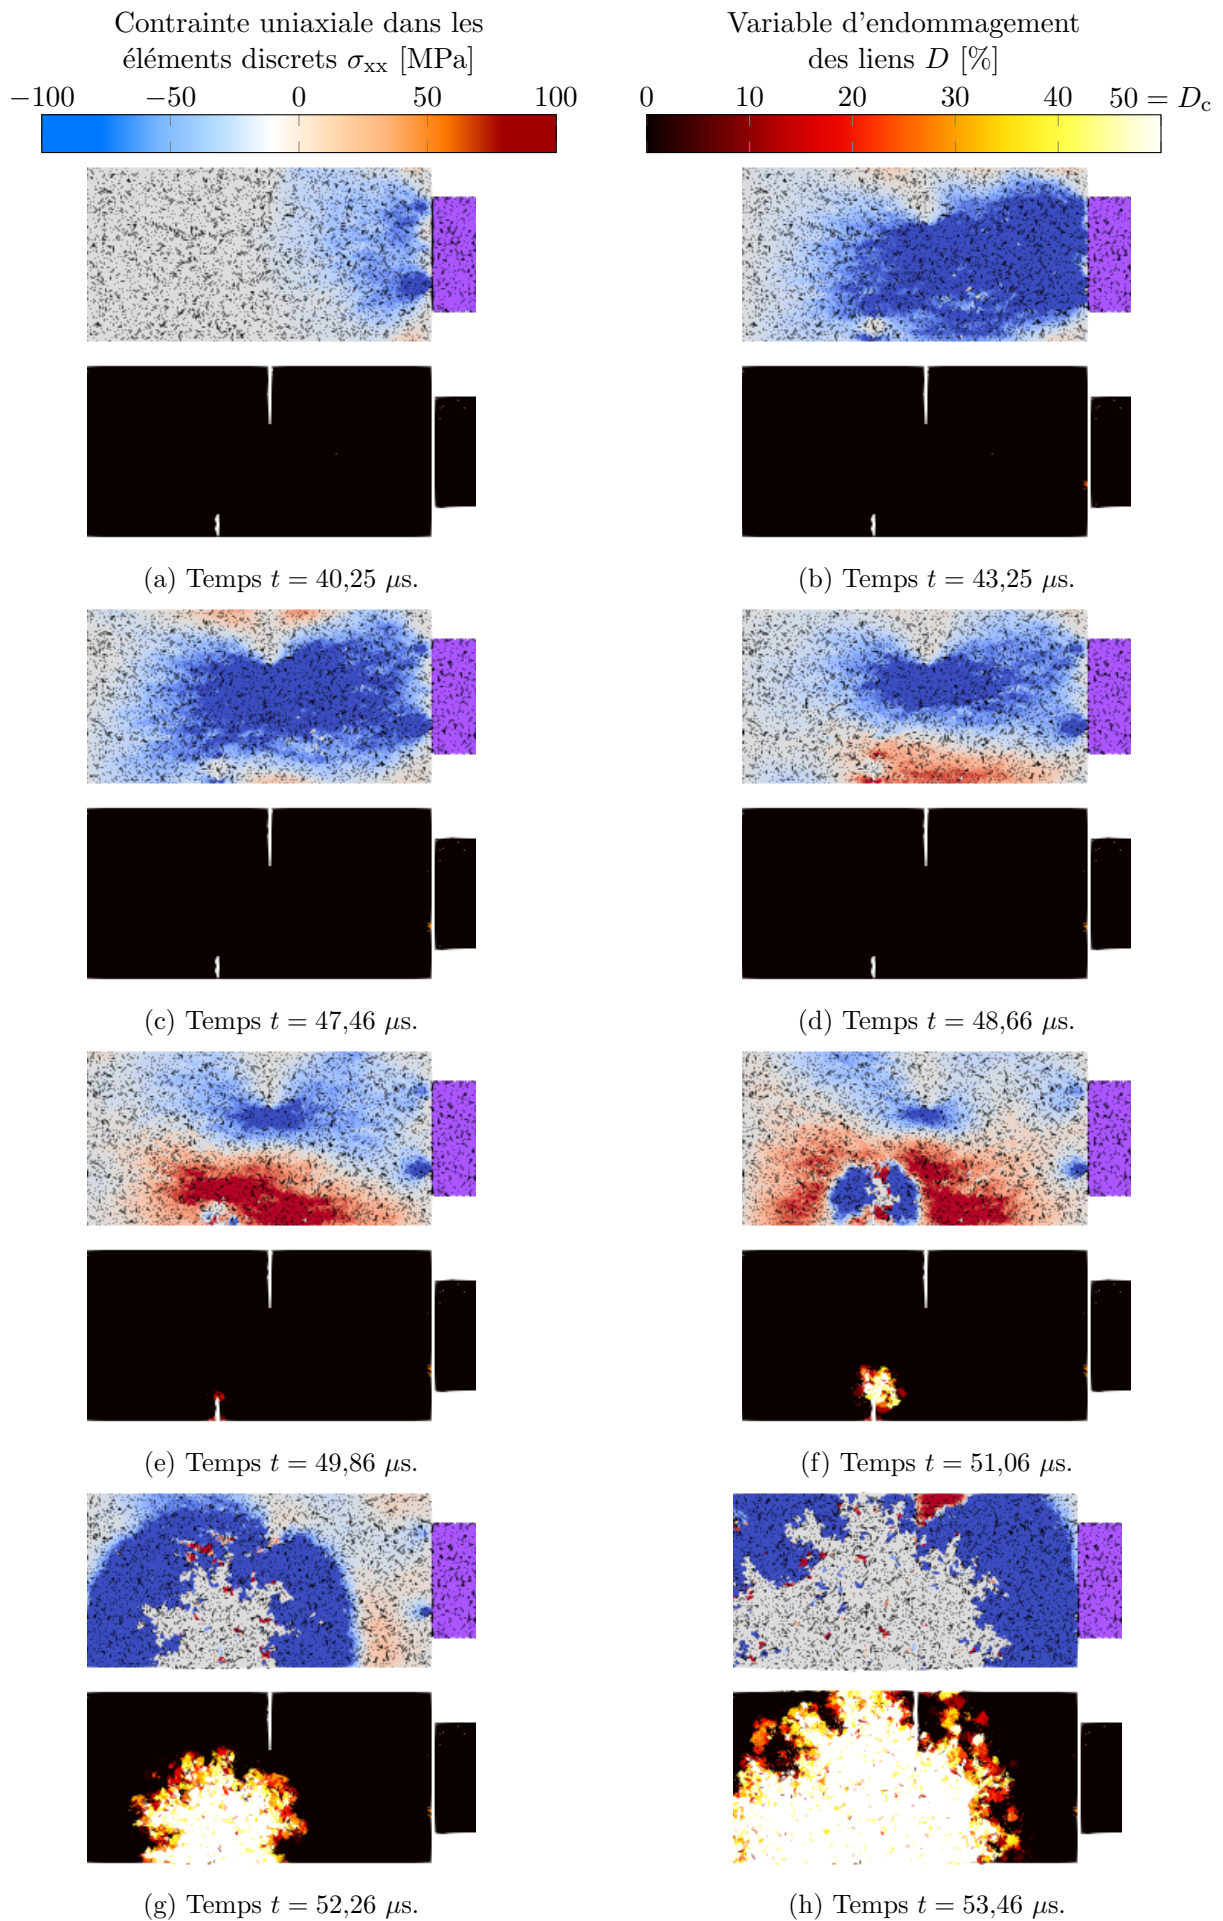 Contrainte uniaxiale dans les
éléments discrets σxx [MPa]
−100 −50 0 50 100
Variable d'endommagement
des liens D [%]
0 10 20 30 40 50 = Dc
(a) Temps t = 40,25 μs.
(b) Temps t = 43,25 μs.
(c) Temps t = 47,46 μs.
(d) Temps t = 48,66 μs.
(e) Temps t = 49,86 μs.
(f) Temps t = 51,06 μs.
(g) Temps t = 52,26 μs.
(h) Temps t = 53,46 μs.